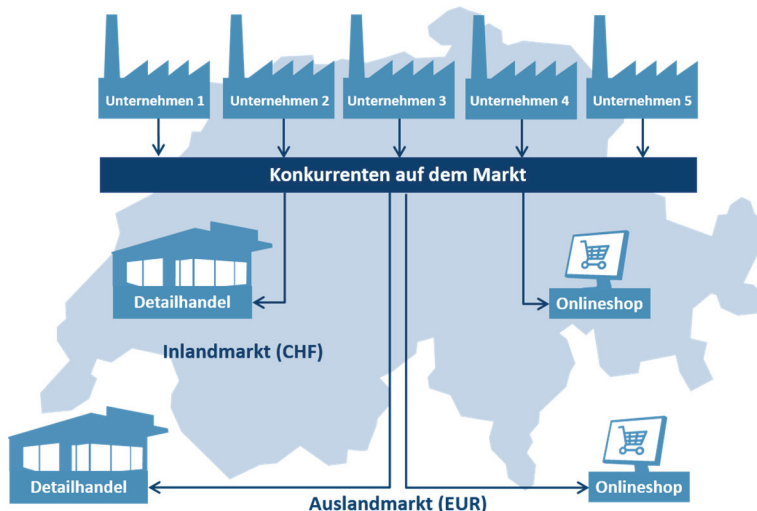 Unternehmen 1
Unternehmen 2
Unternehmen 3
Unternehmen 4
Unternehmen 5
Konkurrenten auf dem Markt
Detailhandel
Onlineshop
Inlandmarkt (CHF)
Detailhandel
Onlineshop
Auslandmarkt (EUR)